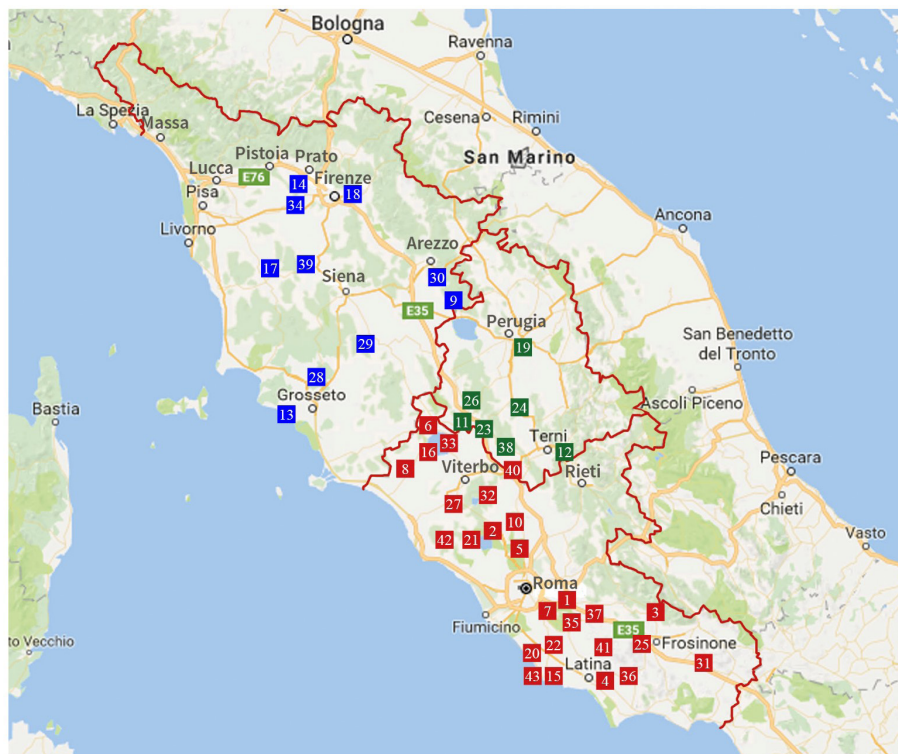 Bologna
Ravenna
La Spezia
Massa
Cesena
Rimini
Pistoia
Prato
San Marino
Lucca
E76
14
Firenze
18
Pisa
34
Ancona
Livorno
Arezzo
17
39
30
Siena
9
E35
Perugia
San Benedetto
del Tronto
29
19
28
Ascoli Piceno
Bastia
Grosseto
13
26
24
11
6
23
Terni
33
38
12
16
Pescara
8
Viterbo
40
Rieti
32
Chieti
27
10
2
Vasto
42
21
5
Roma
1
7
37
3
Fiumicino
35
E35
to Vecchio
22
41
25
Frosinone
20
31
Latina
43
15
4
36